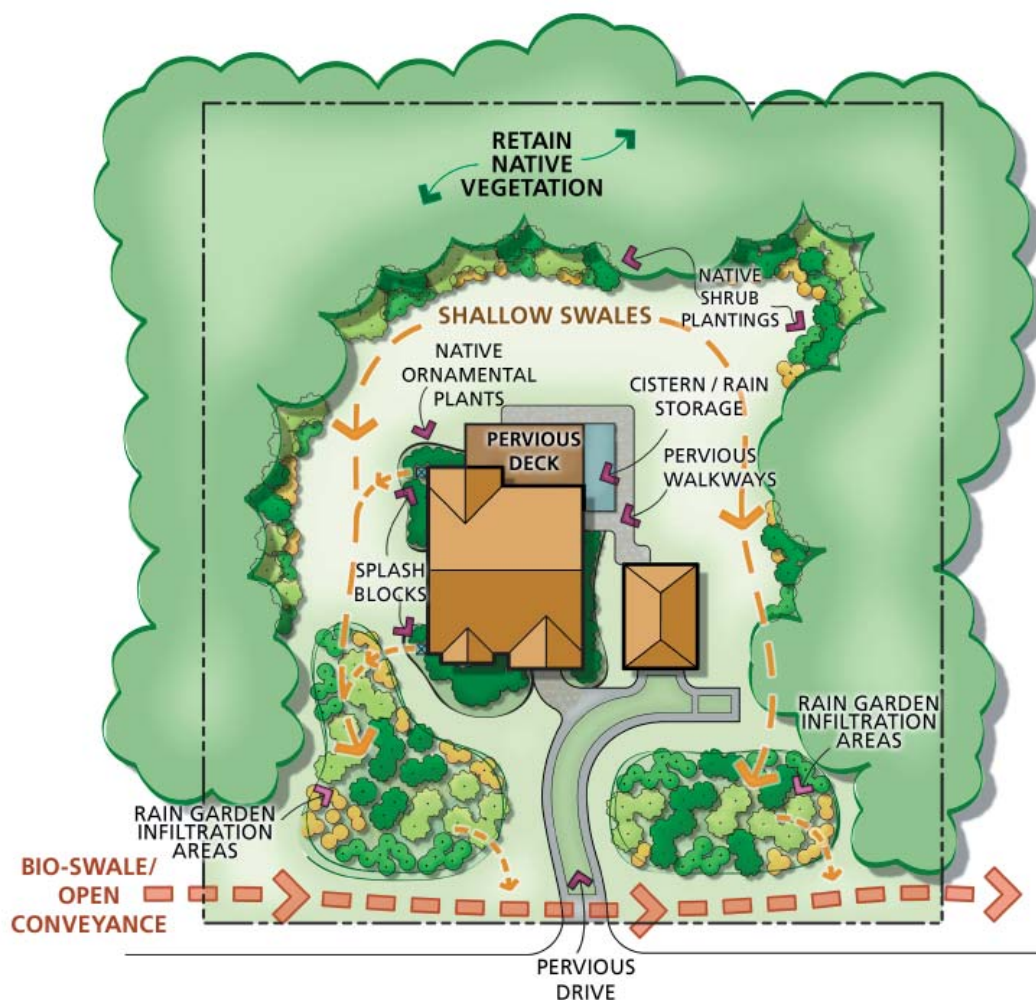 RETAIN
NATIVE
VEGETATION
NATIVE
SHRUB
PLANTINGS
SHALLOW SWALES
NATIVE
ORNAMENTAL
PLANTS
CISTERN / RAIN
STORAGE
PERVIOUS
DECK
PERVIOUS
WALKWAYS
SPLASH
BLOCKS
RAIN GARDEN
INFILTRATION
AREAS
RAIN GARDEN
INFILTRATION
AREAS
BIO-SWALE/
OPEN
CONVEYANCE
PERVIOUS
DRIVE